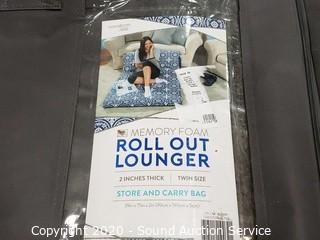 MEMORY FOAM
ROLL OUT
LOUNGER
2 INCHES THICK | TWIN SIZE
STORE AND CARRY BAG
Copyright 2020 - Sound Auction Service